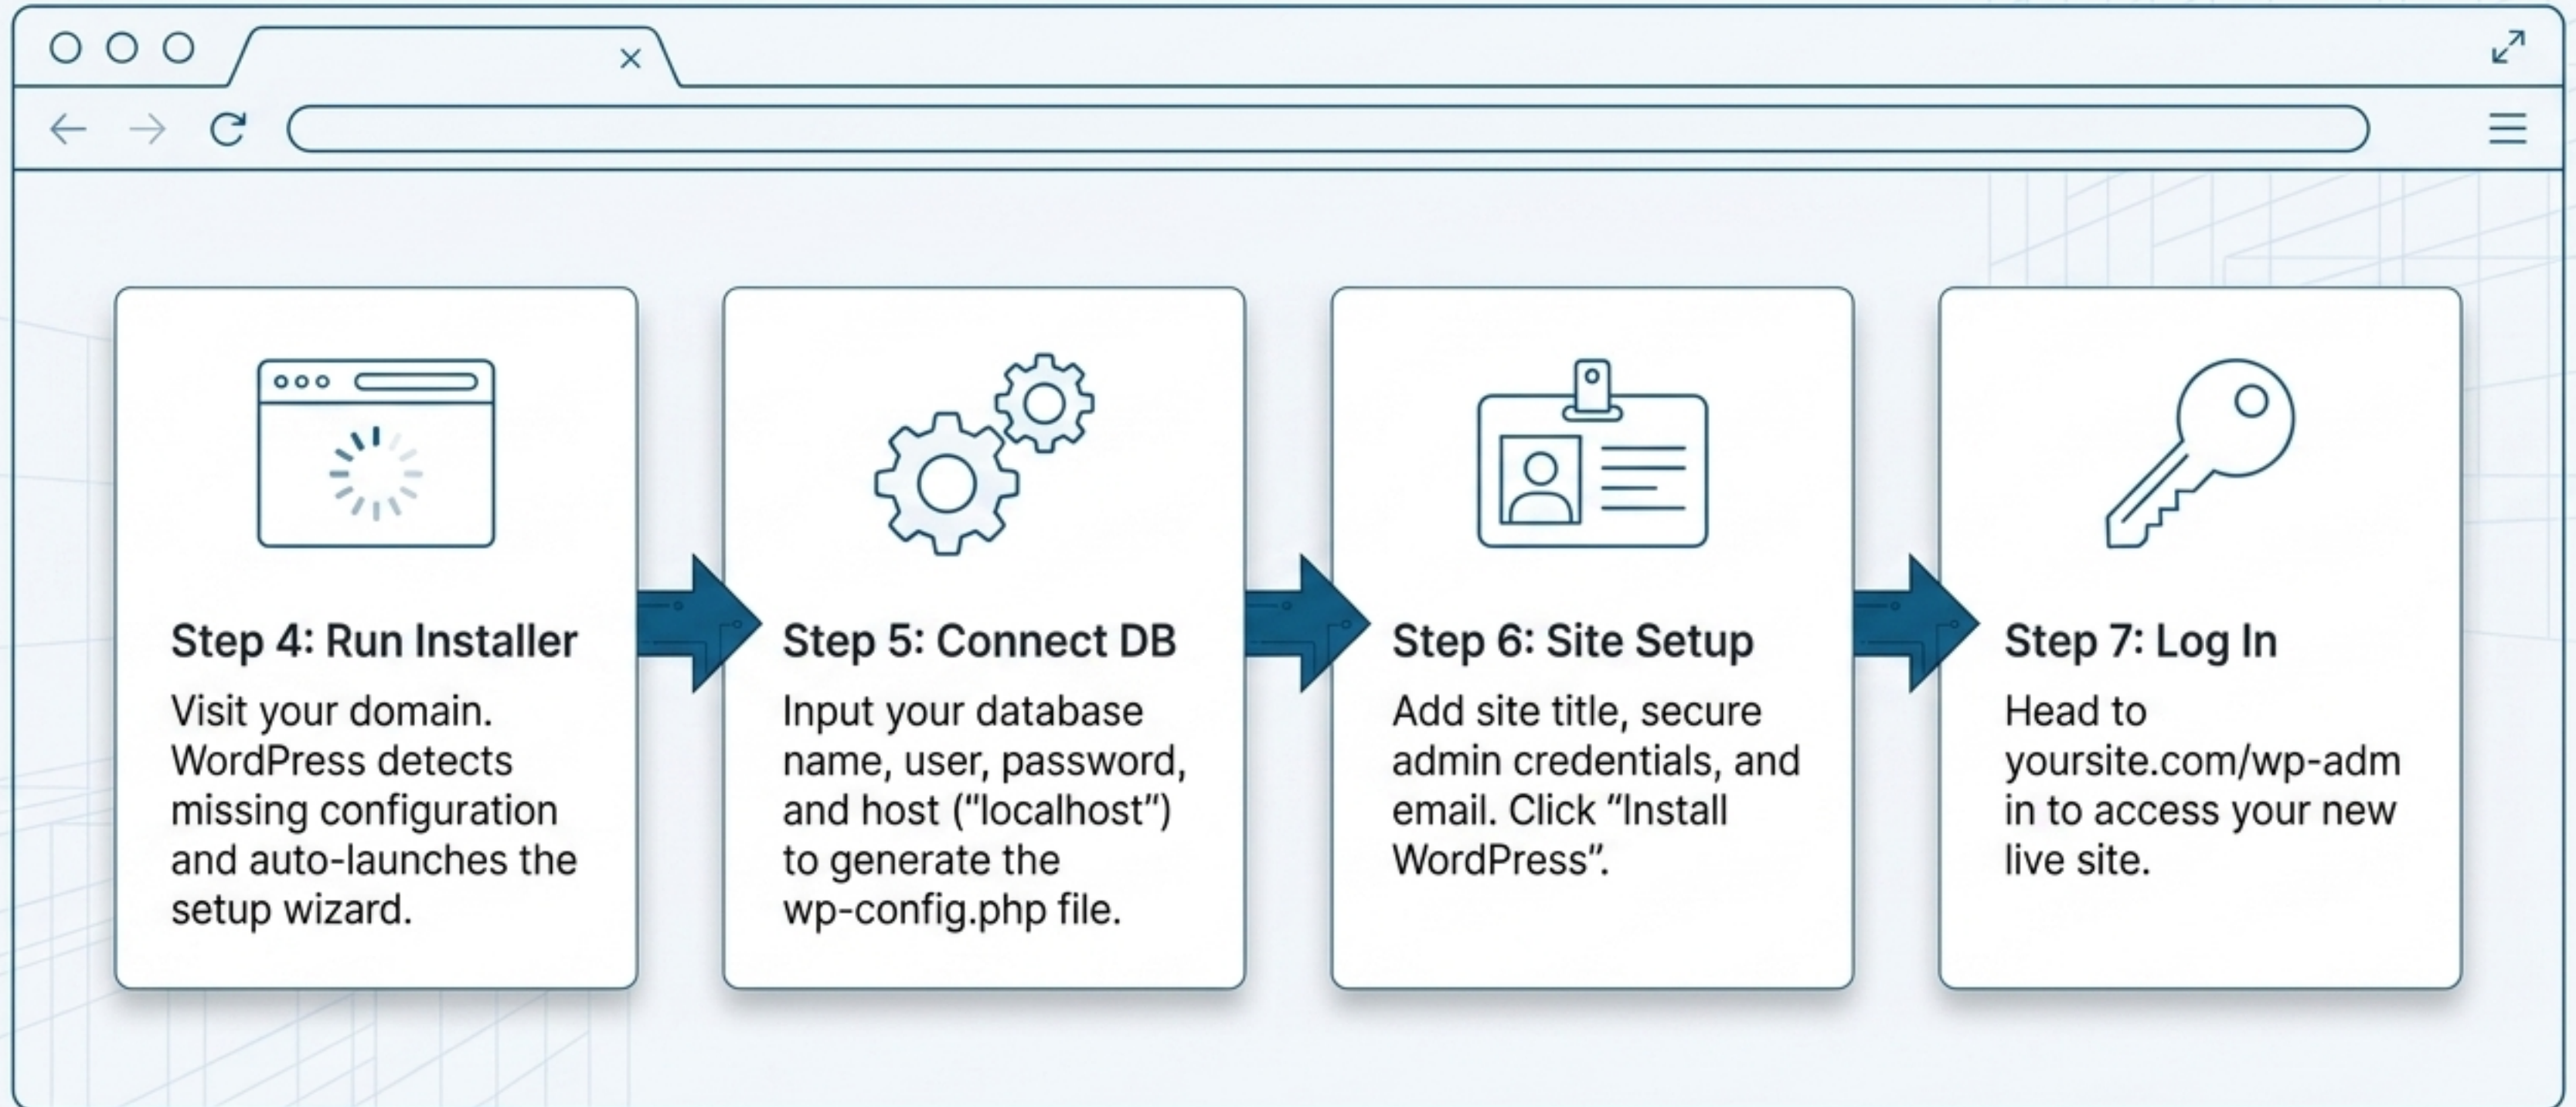 Step 4: Run Installer
Visit your domain.
WordPress detects
missing configuration
and auto-launches the
setup wizard.
Step 5: Connect DB
Input your database
name, user, password,
and host (“localhost”)
to generate the
wp-config.php file.
Step 6: Site Setup
Add site title, secure
admin credentials, and
email. Click “Install
WordPress”.
Step 7: Log In
Head to
yoursite.com/wp-adm
in to access your new
live site.